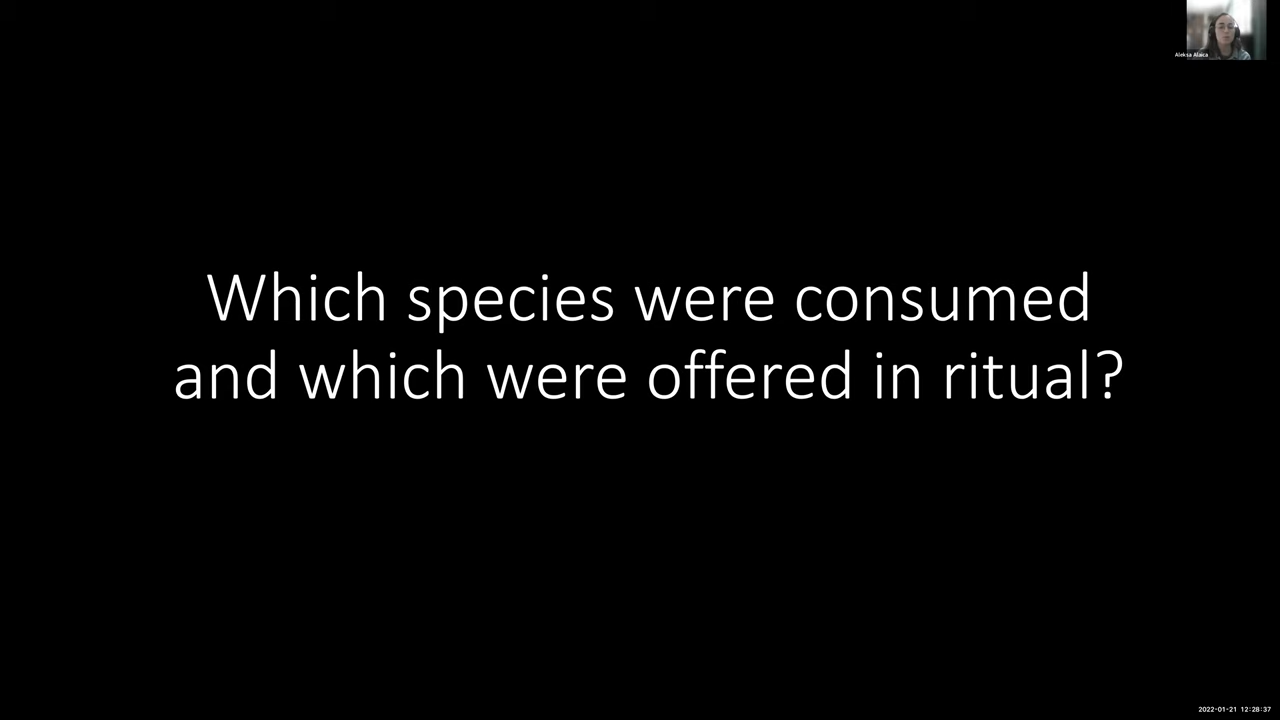 Aleksa Alaica
Which species were consumed
and which were offered in ritual?
2022-01-21 12:28:37